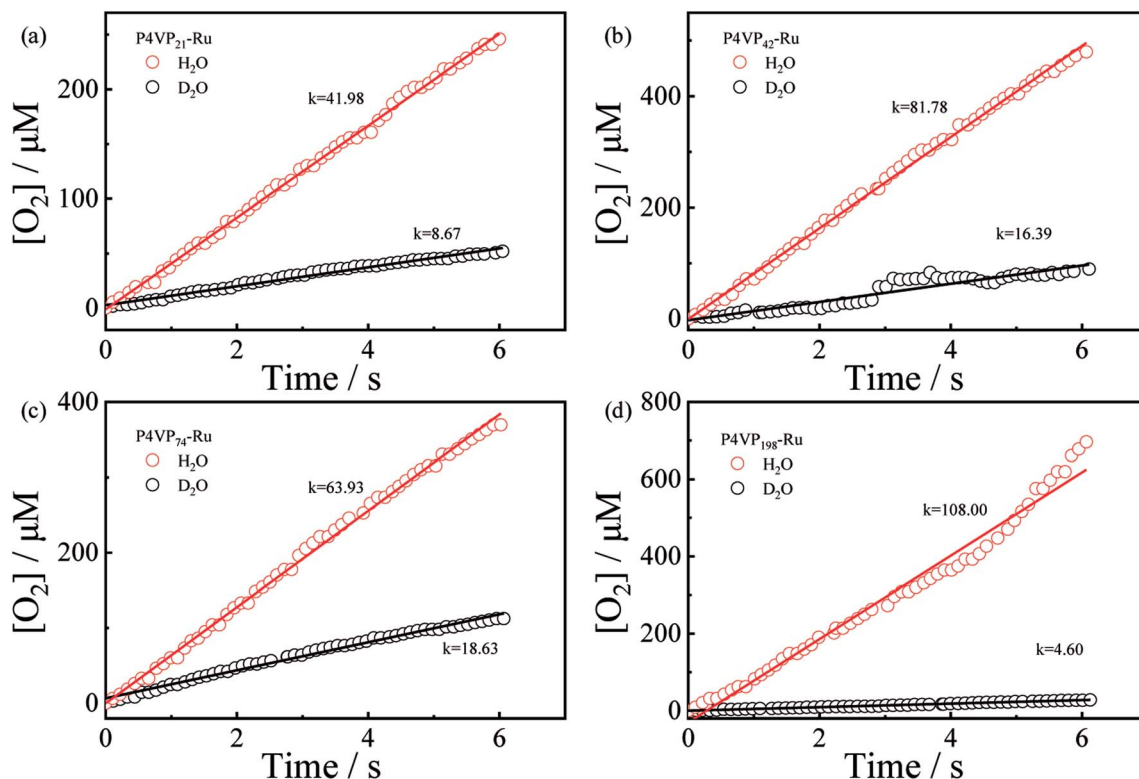 (a)
P4VP₂₁-Ru
H₂O
D₂O
k=41.98
k=8.67
200
100
0
[O₂] / μM
0 2 4 6
Time / s
(b)
P4VP₄₂-Ru
H₂O
D₂O
k=81.78
k=16.39
400
200
0
[O₂] / μM
0 2 4 6
Time / s
(c)
P4VP₇₄-Ru
H₂O
D₂O
k=63.93
k=18.63
400
200
0
[O₂] / μM
0 2 4 6
Time / s
(d)
P4VP₁₉₈-Ru
H₂O
D₂O
k=108.00
k=4.60
800
600
400
200
0
[O₂] / μM
0 2 4 6
Time / s